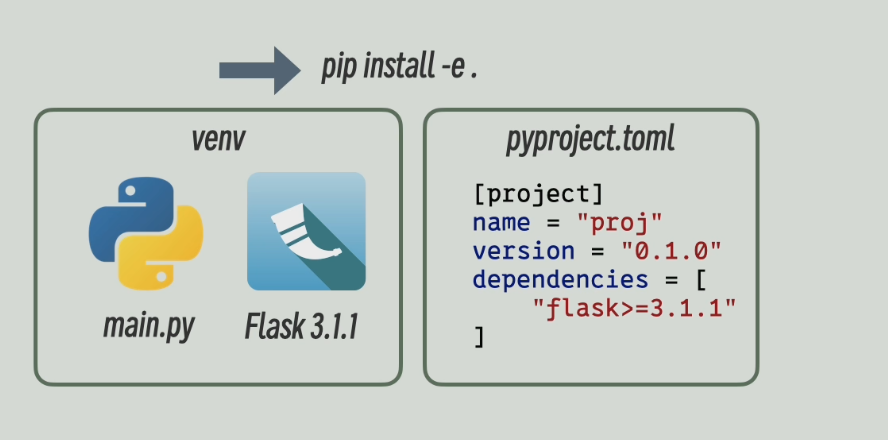 pip install -e .
venv
main.py
Flask 3.1.1
pyproject.toml
[project]
name = "proj"
version = "0.1.0"
dependencies = [
    "flask>=3.1.1"
]